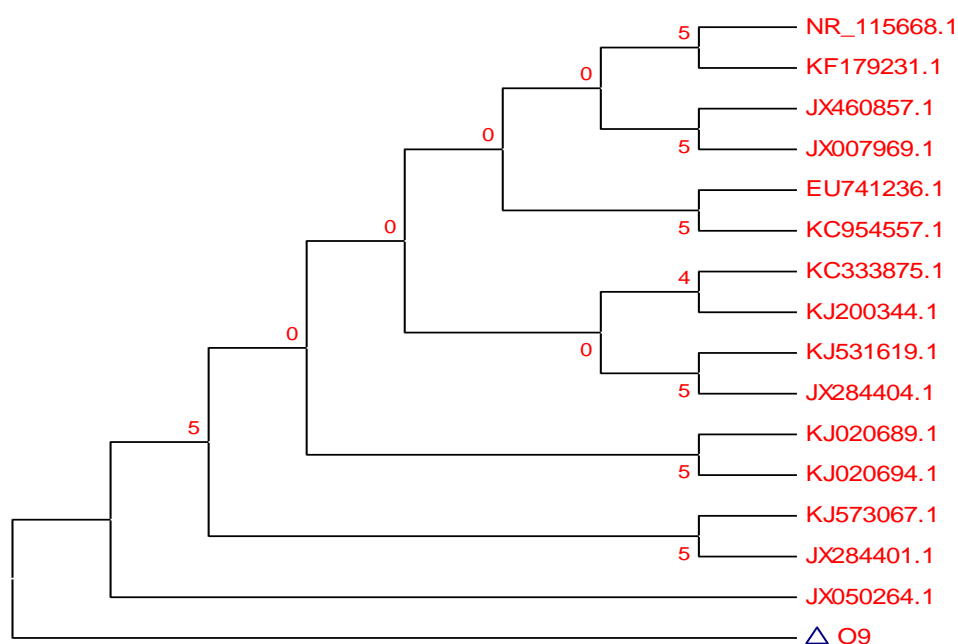 5
NR_115668.1
KF179231.1
0
JX460857.1
0
JX007969.1
5
EU741236.1
0
KC954557.1
5
KC333875.1
4
KJ200344.1
0
KJ531619.1
0
JX284404.1
5
5
KJ020689.1
KJ020694.1
5
KJ573067.1
JX284401.1
5
JX050264.1
O9